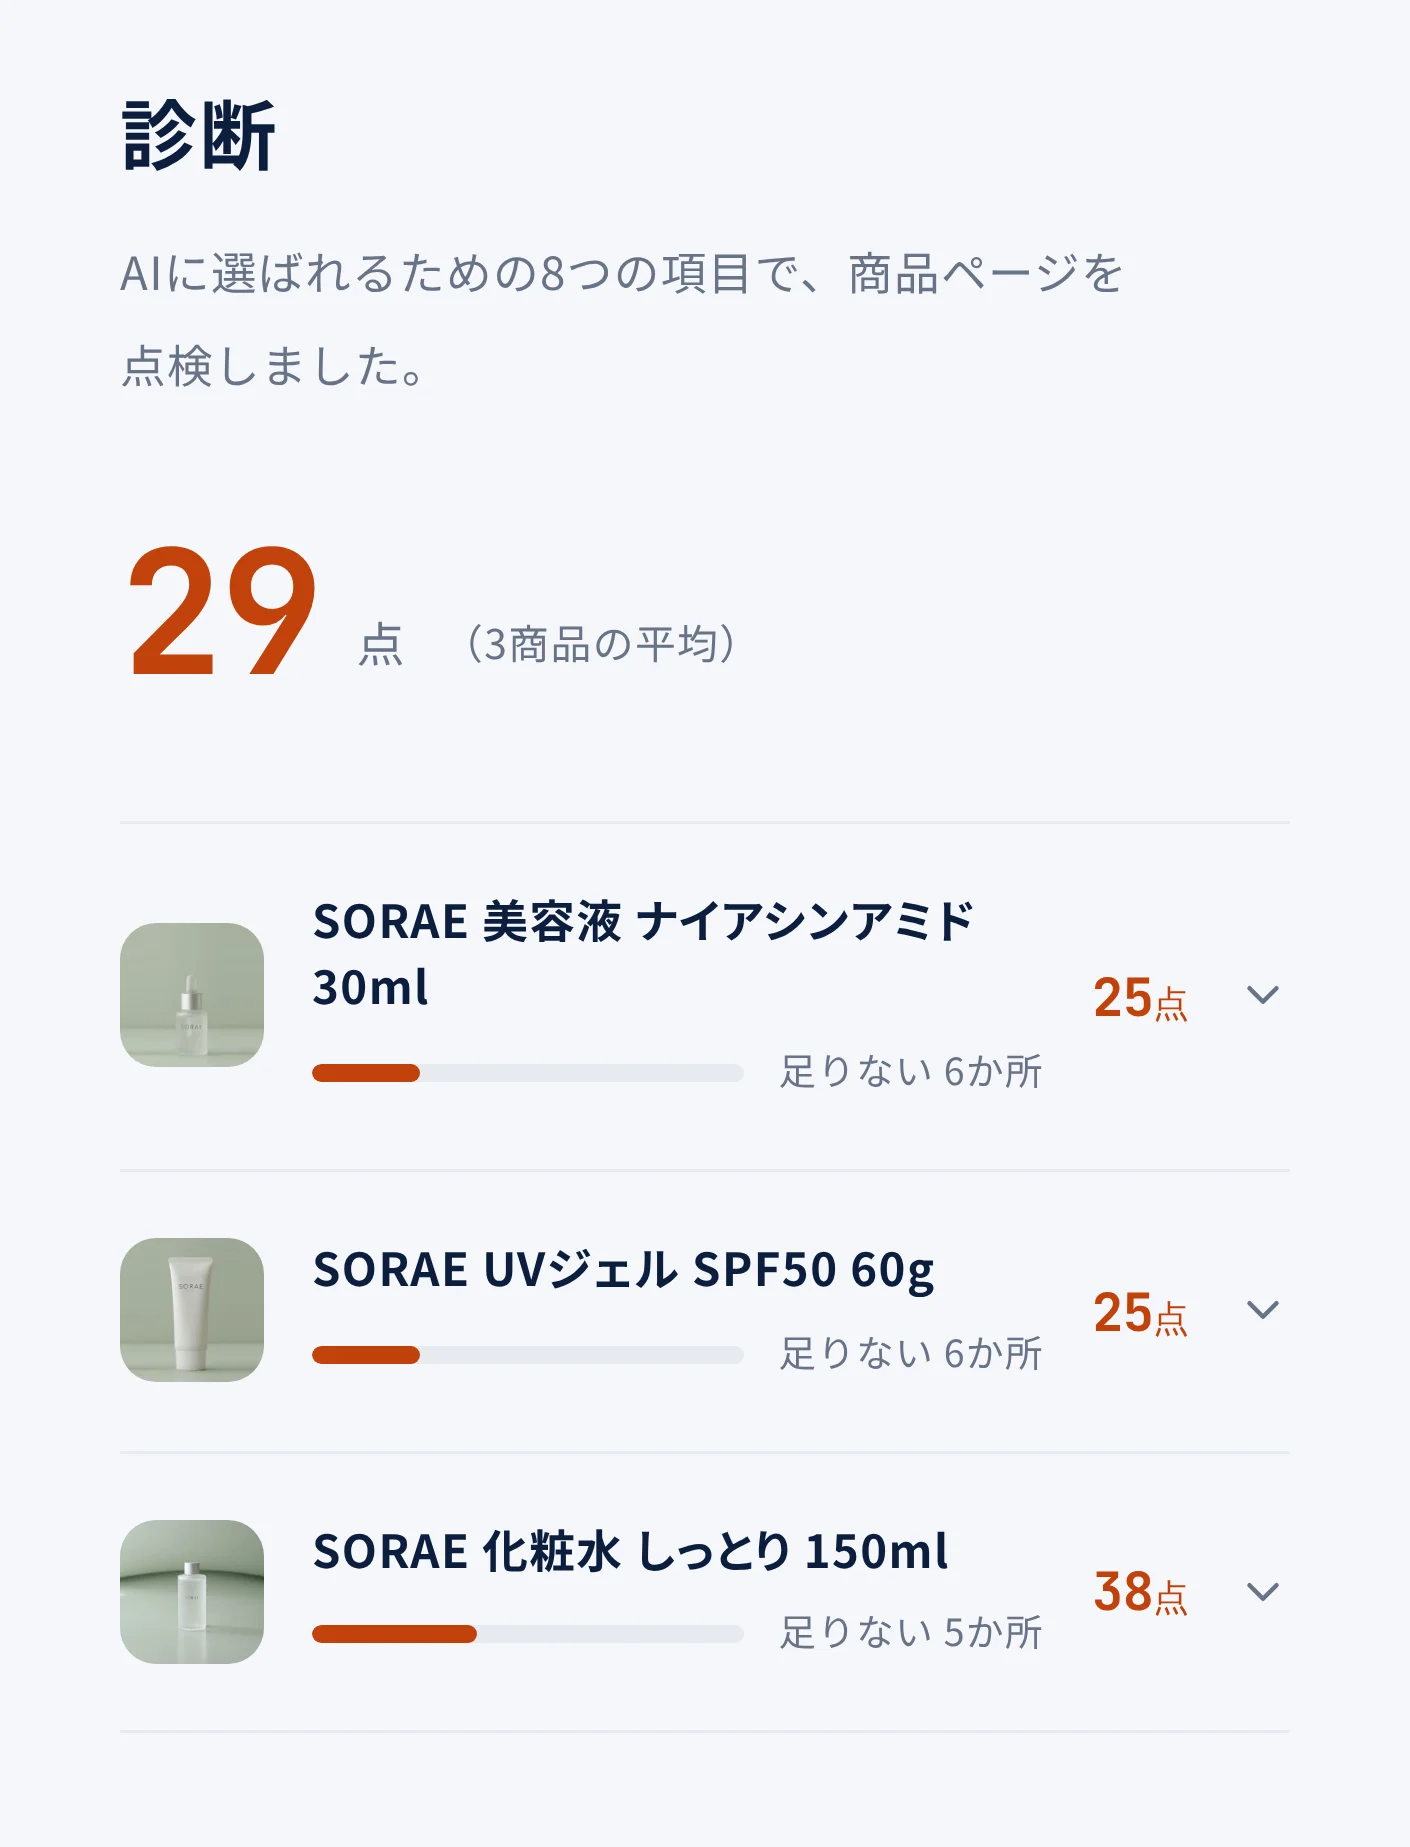 診断
AIに選ばれるための8つの項目で、商品ページを
点検しました。
29 点 （3商品の平均）
SORAE 美容液 ナイアシンアミド
30ml
25点
足りない 6か所
SORAE
SORAE UVジェル SPF50 60g
25点
足りない 6か所
SORAE 化粧水 しっとり 150ml
38点
足りない 5か所